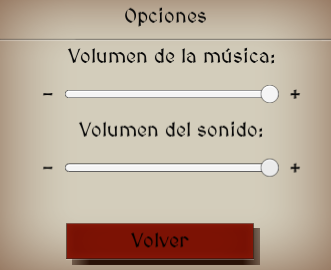 Opciones
Volumen de la música:
- +
Volumen del sonido:
- +
Volver